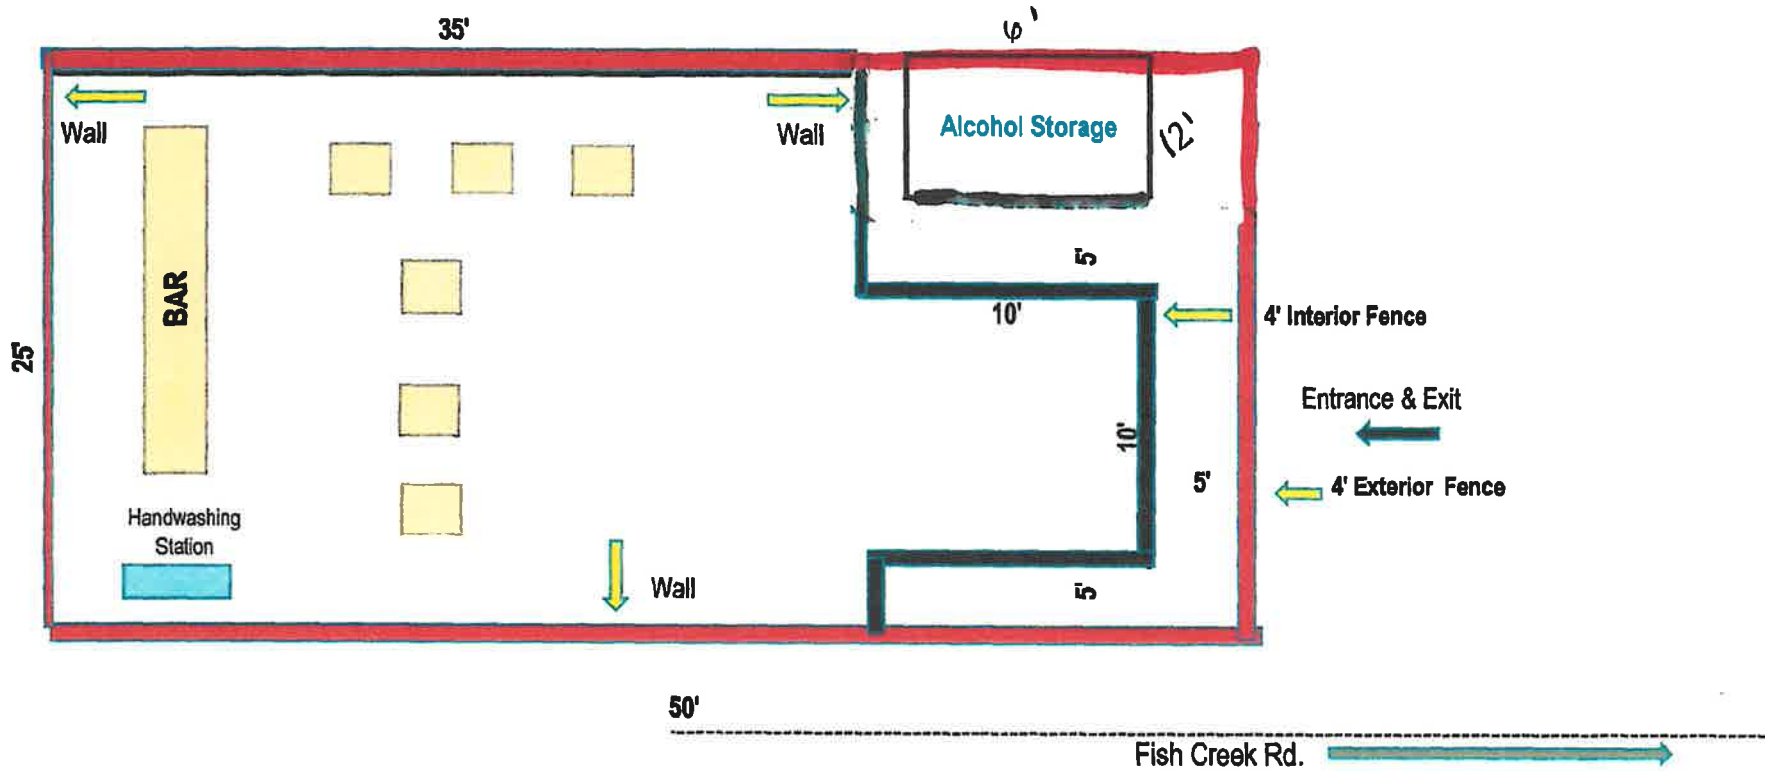 35'
6'
Wall
Wall
Alcohol Storage
12'
BAR
25'
5'
10'
4' Interior Fence
Entrance & Exit
10'
5'
4' Exterior Fence
Handwashing
Station
Wall
5'
50'
Fish Creek Rd.